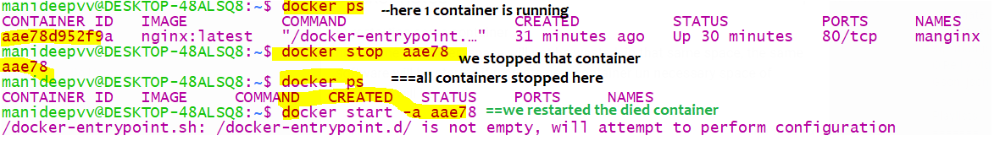 manideepvv@DESKTOP-48ALSQ8:~$ docker ps --here 1 container is running
CONTAINER ID IMAGE COMMAND CREATED STATUS PORTS NAMES
aae78d952f9a nginx:latest "/docker-entrypoint.…" 31 minutes ago Up 30 minutes 80/tcp manginx
manideepvv@DESKTOP-48ALSQ8:~$ docker stop aae78 we stopped that container
aae78
manideepvv@DESKTOP-48ALSQ8:~$ docker ps ===all containers stopped here
CONTAINER ID IMAGE COMMAND CREATED STATUS PORTS NAMES
manideepvv@DESKTOP-48ALSQ8:~$ docker start -a aae78 ==we restarted the died container
/docker-entrypoint.sh: /docker-entrypoint.d/ is not empty, will attempt to perform configuration